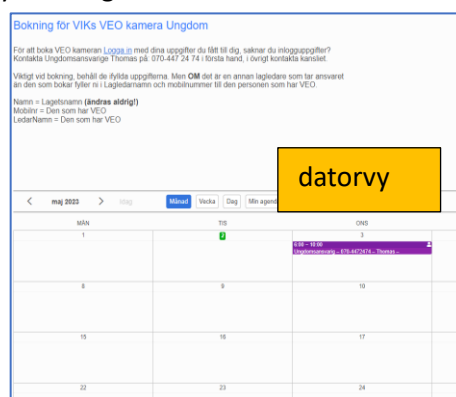 Bokning för VIKs VEO kamera Ungdom
För att boka VEO kameran Logga in med dina uppgifter du fått till dig, saknar du inlogguppgifter?
Kontakta Ungdomsansvarige Thomas på: 070-447 24 74 i första hand, i övrigt kontakta kansliet
Viktigt vid bokning, behåll de ifyllda uppgifterna. Men OM det är en annan lagledare som tar ansvaret
än den som bokar fyller ni i Lagledarnamn och mobilnummer till den personen som har VEO.
Namn = Lagetsnamn (ändras aldrig!)
Mobilnr = Den som har VEO
LedarNamn = Den som har VEO
datorvy
< maj 2023 > Idag Månad Vecka Dag Min agenda
MÅN TIS ONS
1 2 3
6:00 – 10:00
Ungdomsansvarig – 070-4472474 – Thomas –
8 9 10
15 16 17
22 23 24